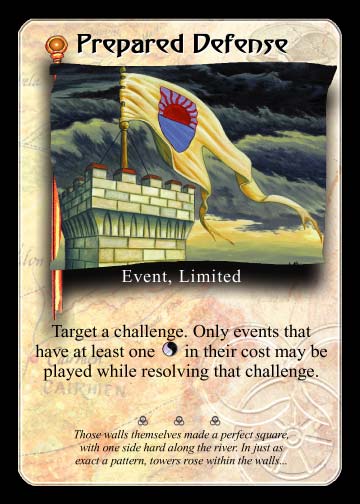 Prepared Defense
Event, Limited
Target a challenge. Only events that
have at least one in their cost may be
played while resolving that challenge.
CAIRHIEN
Those walls themselves made a perfect square,
with one side hard along the river. In just as
exact a pattern, towers rose within the walls...